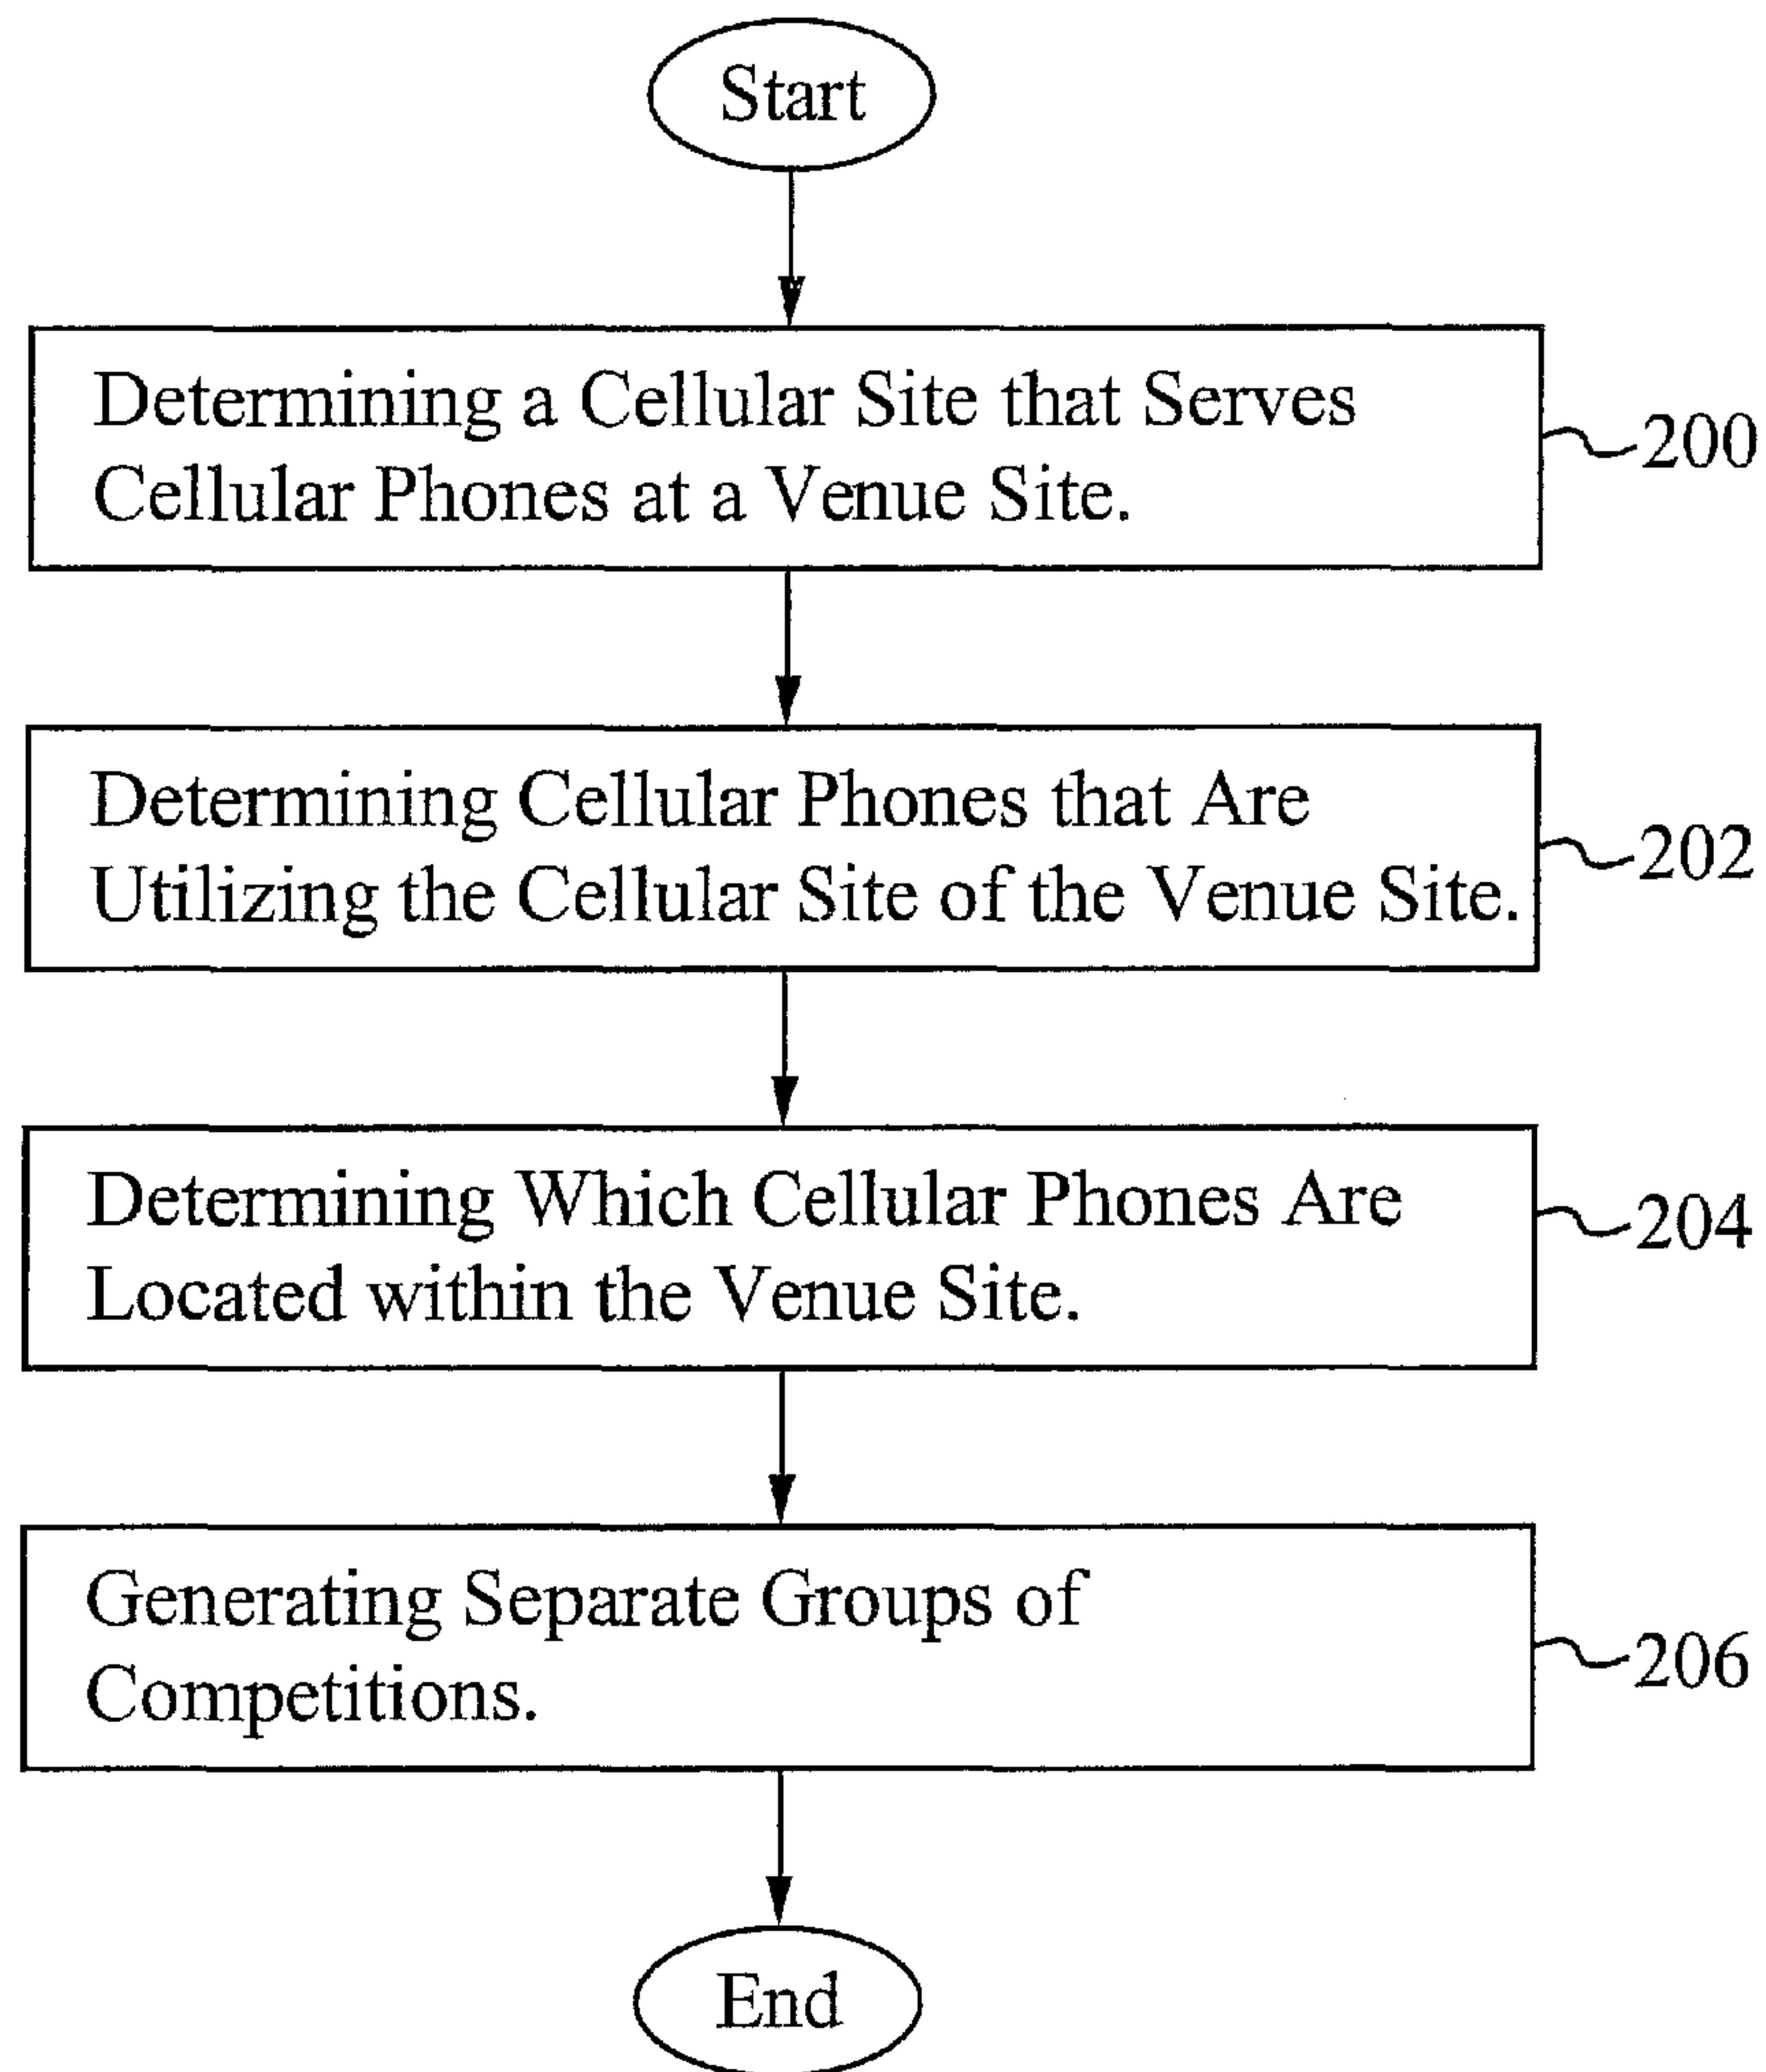 Start
Determining a Cellular Site that Serves
Cellular Phones at a Venue Site.
200
Determining Cellular Phones that Are
Utilizing the Cellular Site of the Venue Site.
202
Determining Which Cellular Phones Are
Located within the Venue Site.
204
Generating Separate Groups of
Competitions.
206
End